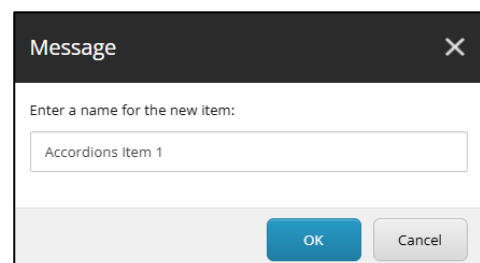 Message
Enter a name for the new item:
Accordions Item 1
OK Cancel